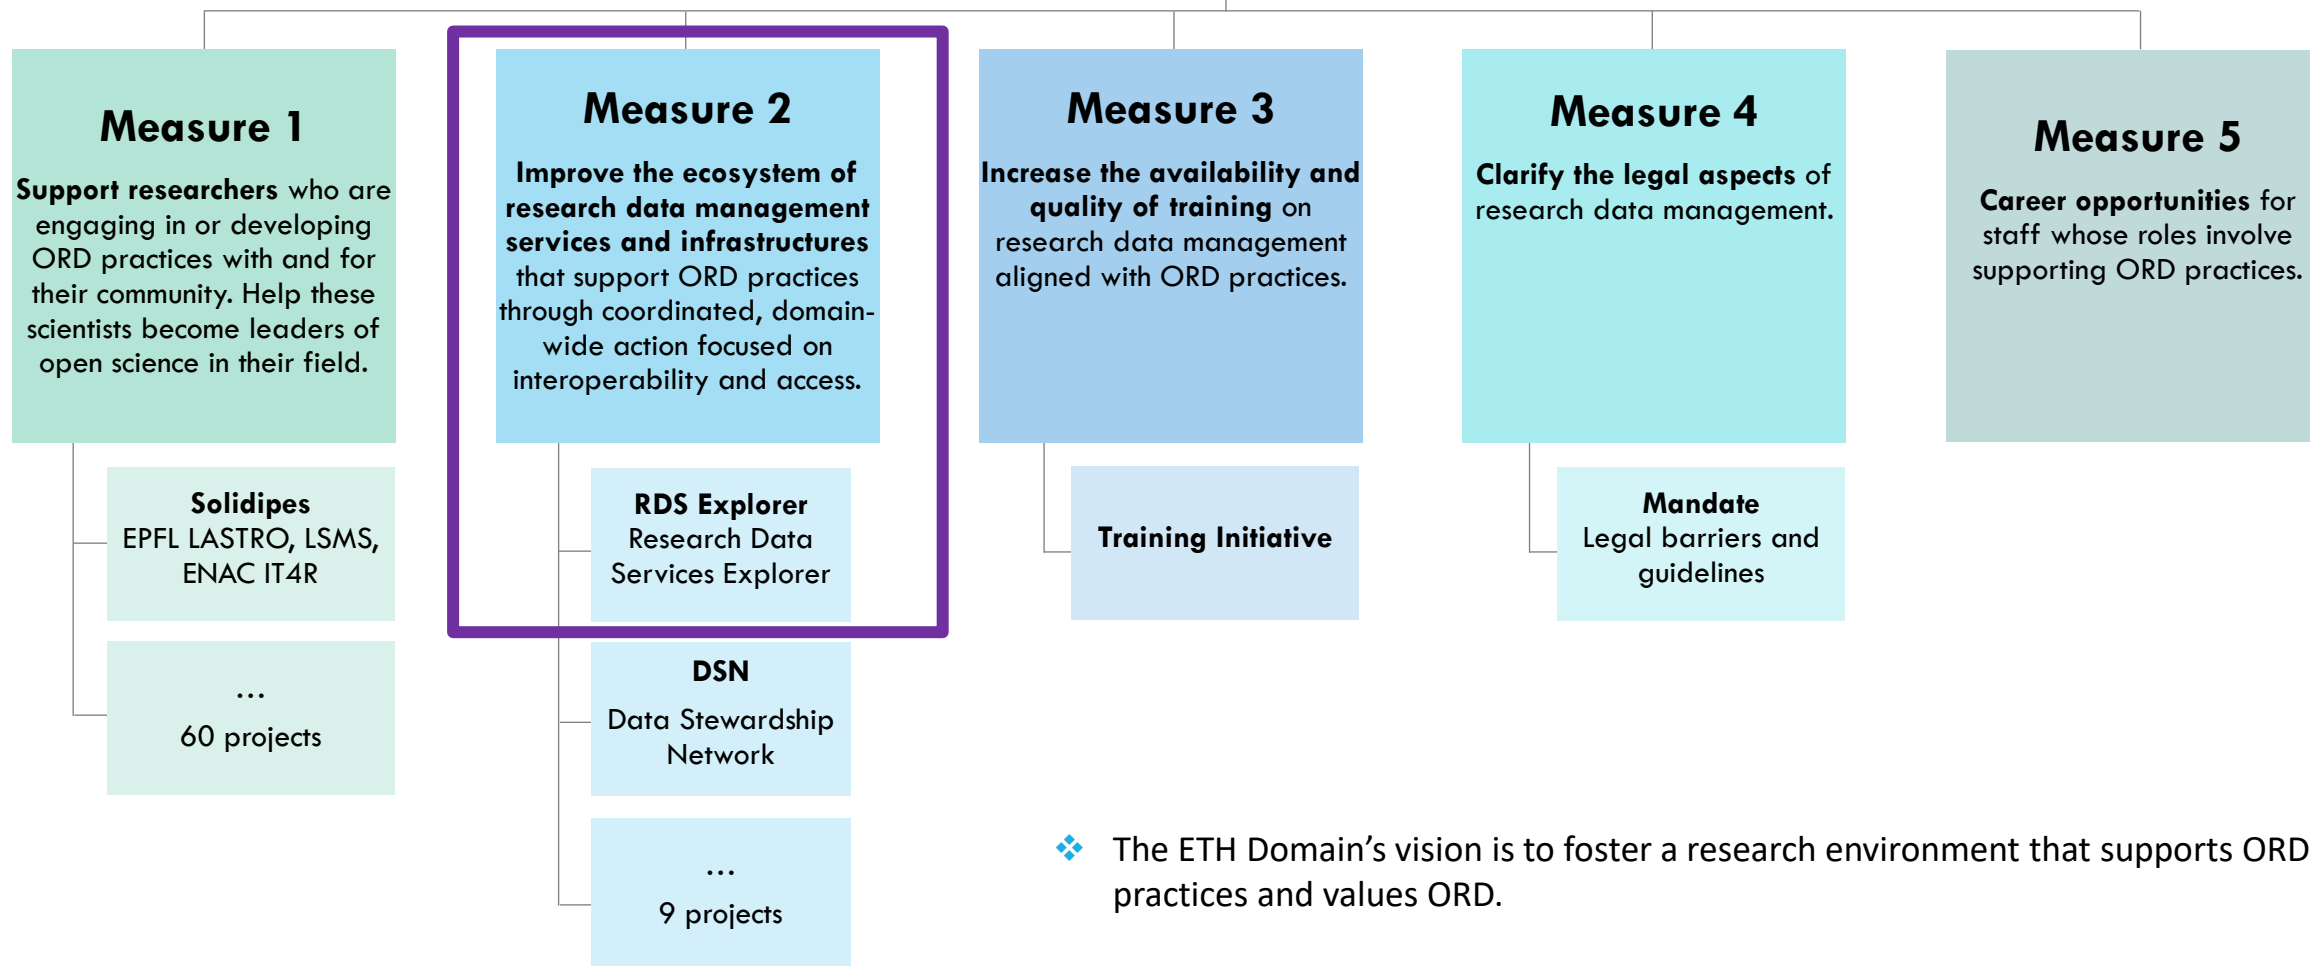 Measure 1
Support researchers who are
engaging in or developing
ORD practices with and for
their community. Help these
scientists become leaders of
open science in their field.
Solidipes
EPFL LASTRO, LSMS,
ENAC IT4R
...
60 projects
Measure 2
Improve the ecosystem of
research data management
services and infrastructures
that support ORD practices
through coordinated, domain-
wide action focused on
interoperability and access.
RDS Explorer
Research Data
Services Explorer
DSN
Data Stewardship
Network
...
9 projects
Measure 3
Increase the availability and
quality of training on
research data management
aligned with ORD practices.
Training Initiative
Measure 4
Clarify the legal aspects of
research data management.
Mandate
Legal barriers and
guidelines
Measure 5
Career opportunities for
staff whose roles involve
supporting ORD practices.
❖ The ETH Domain’s vision is to foster a research environment that supports ORD
practices and values ORD.